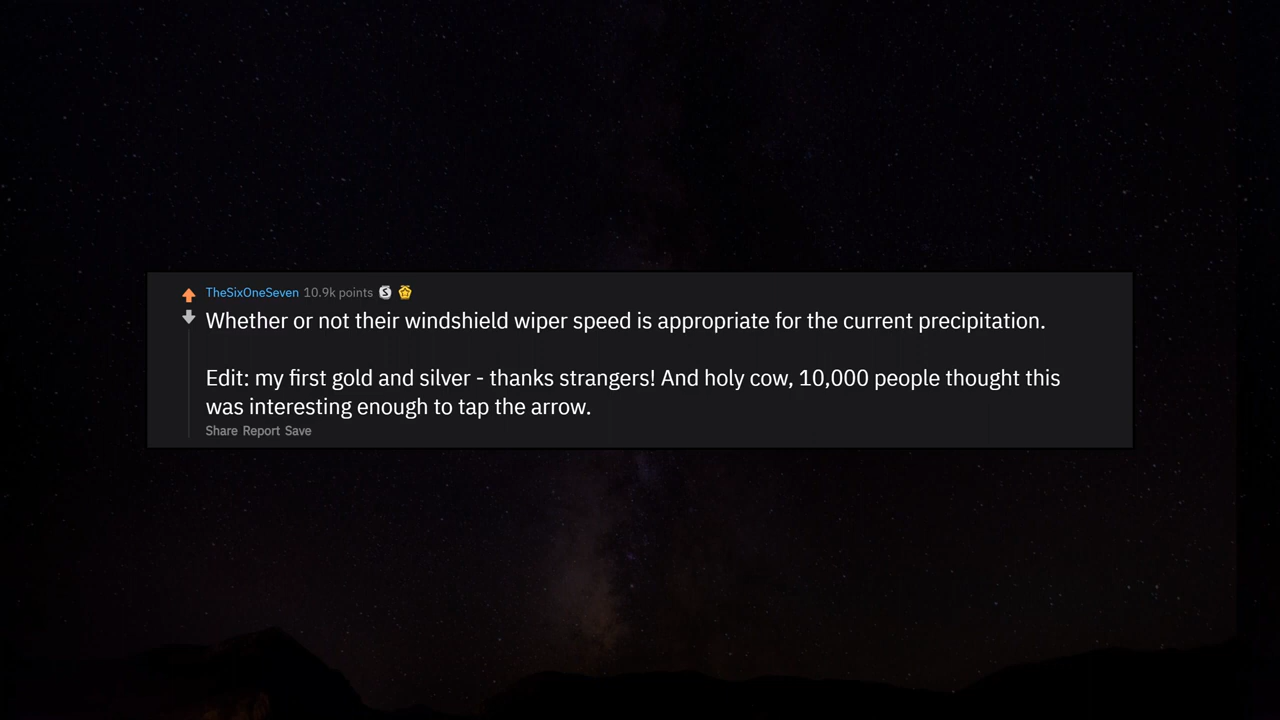 TheSixOneSeven 10.9k points
Whether or not their windshield wiper speed is appropriate for the current precipitation.
Edit: my first gold and silver - thanks strangers! And holy cow, 10,000 people thought this
was interesting enough to tap the arrow.
Share Report Save